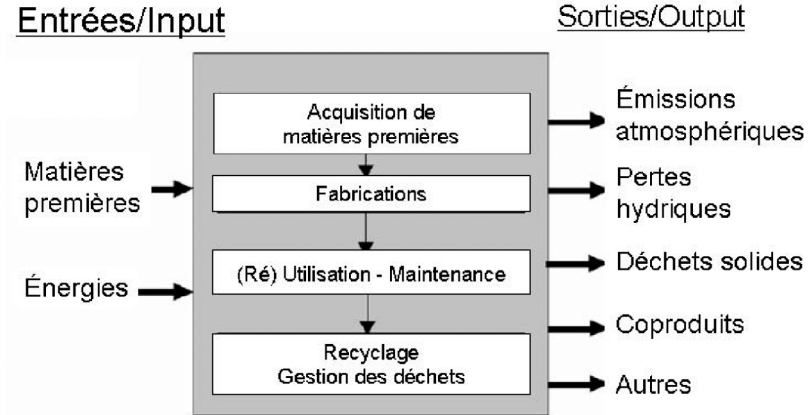 Entrées/Input
Sorties/Output
Acquisition de
matières premières
Fabrications
(Ré) Utilisation - Maintenance
Recyclage
Gestion des déchets
Matières
premières
Énergies
Émissions
atmosphériques
Pertes
hydriques
Déchets solides
Coproduits
Autres